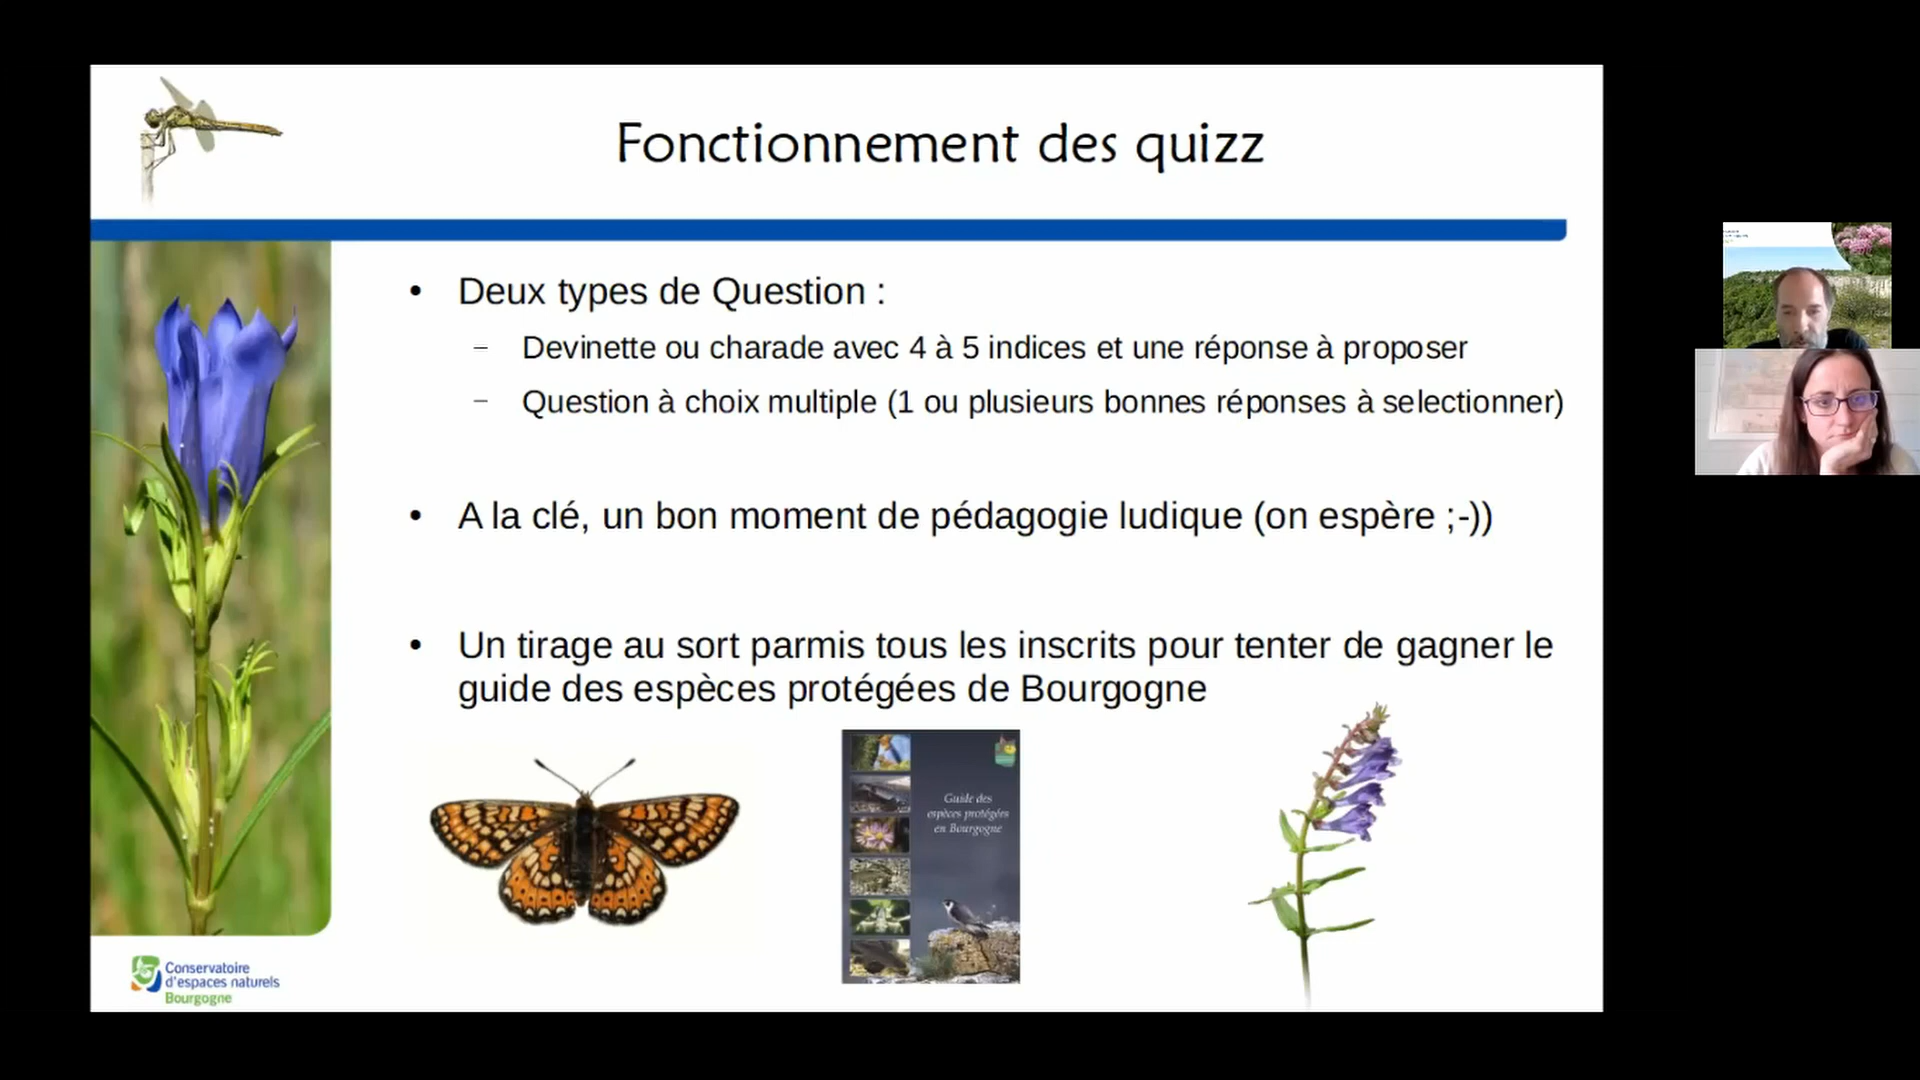 Fonctionnement des quizz
• Deux types de Question :
– Devinette ou charade avec 4 à 5 indices et une réponse à proposer
– Question à choix multiple (1 ou plusieurs bonnes réponses à selectionner)
• A la clé, un bon moment de pédagogie ludique (on espère ;-))
• Un tirage au sort parmis tous les inscrits pour tenter de gagner le
guide des espèces protégées de Bourgogne
Guide des
espèces protégées
en Bourgogne
Conservatoire
d'espaces naturels
Bourgogne